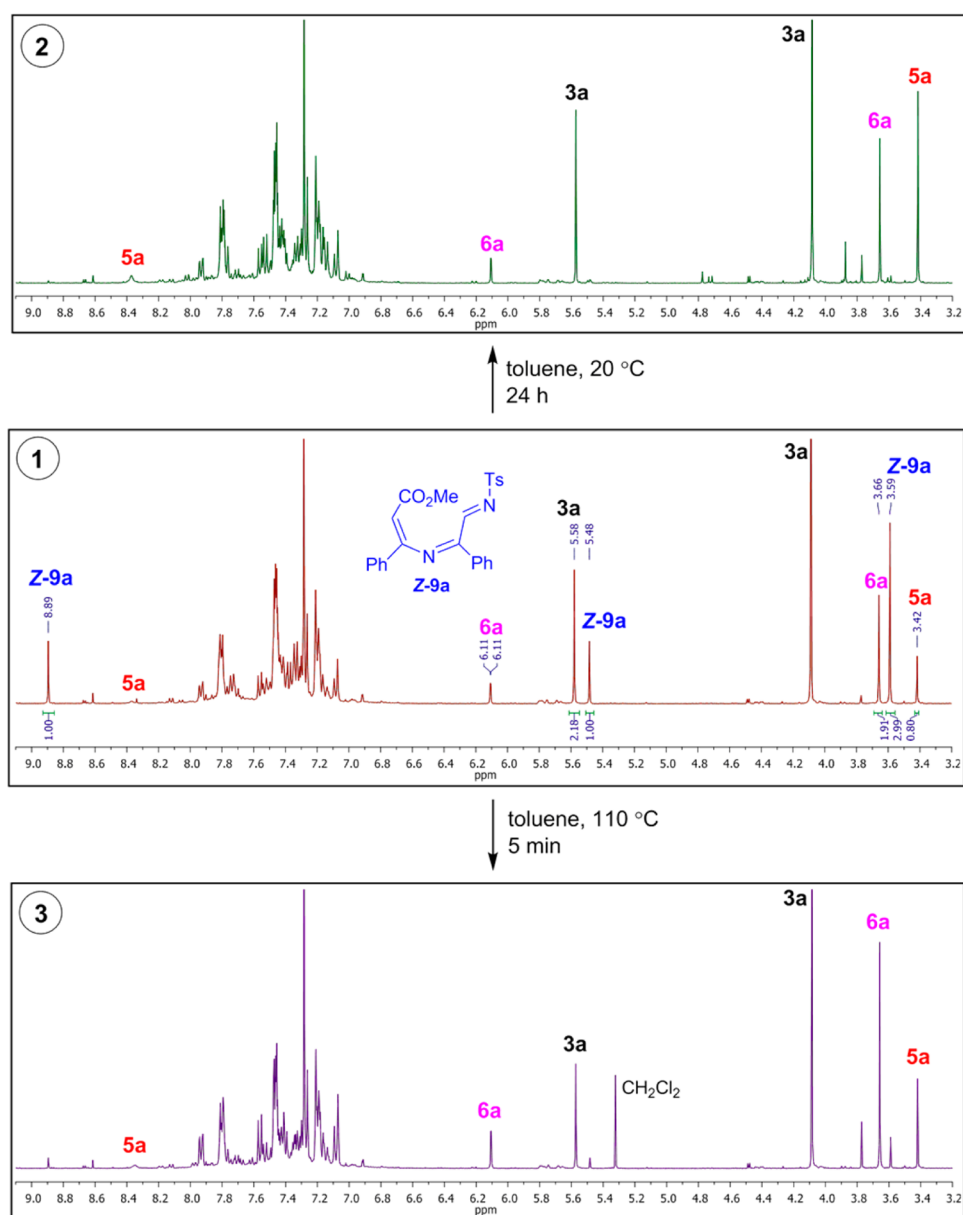 2
3a
3a
5a
6a
5a
6a
9.0 8.8 8.6 8.4 8.2 8.0 7.8 7.6 7.4 7.2 7.0 6.8 6.6 6.4 6.2 6.0 5.8 5.6 5.4 5.2 5.0 4.8 4.6 4.4 4.2 4.0 3.8 3.6 3.4 3.2
ppm
toluene, 20 °C
24 h
1
3a
Z-9a
Ts
N
CO2Me
Ph
N
Ph
Z-9a
3a
5.58
5.48
3.66
3.59
Z-9a
8.89
6a
5a
3.42
6a
6.11
6.11
Z-9a
5a
1.00
2.18
1.00
1.91
2.99
0.80
9.0 8.8 8.6 8.4 8.2 8.0 7.8 7.6 7.4 7.2 7.0 6.8 6.6 6.4 6.2 6.0 5.8 5.6 5.4 5.2 5.0 4.8 4.6 4.4 4.2 4.0 3.8 3.6 3.4 3.2
ppm
toluene, 110 °C
5 min
3
3a
6a
3a
5a
CH2Cl2
6a
5a
9.0 8.8 8.6 8.4 8.2 8.0 7.8 7.6 7.4 7.2 7.0 6.8 6.6 6.4 6.2 6.0 5.8 5.6 5.4 5.2 5.0 4.8 4.6 4.4 4.2 4.0 3.8 3.6 3.4 3.2
ppm